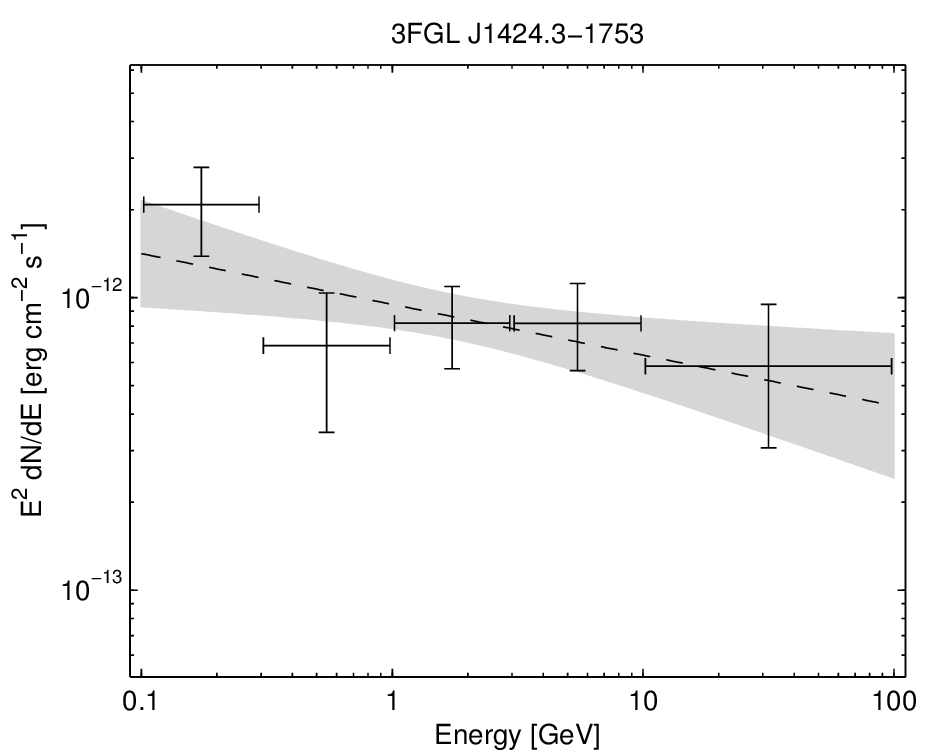 3FGL J1424.3−1753
E² dN/dE [erg cm⁻² s⁻¹]
10⁻¹²
10⁻¹³
0.1 1 10 100
Energy [GeV]